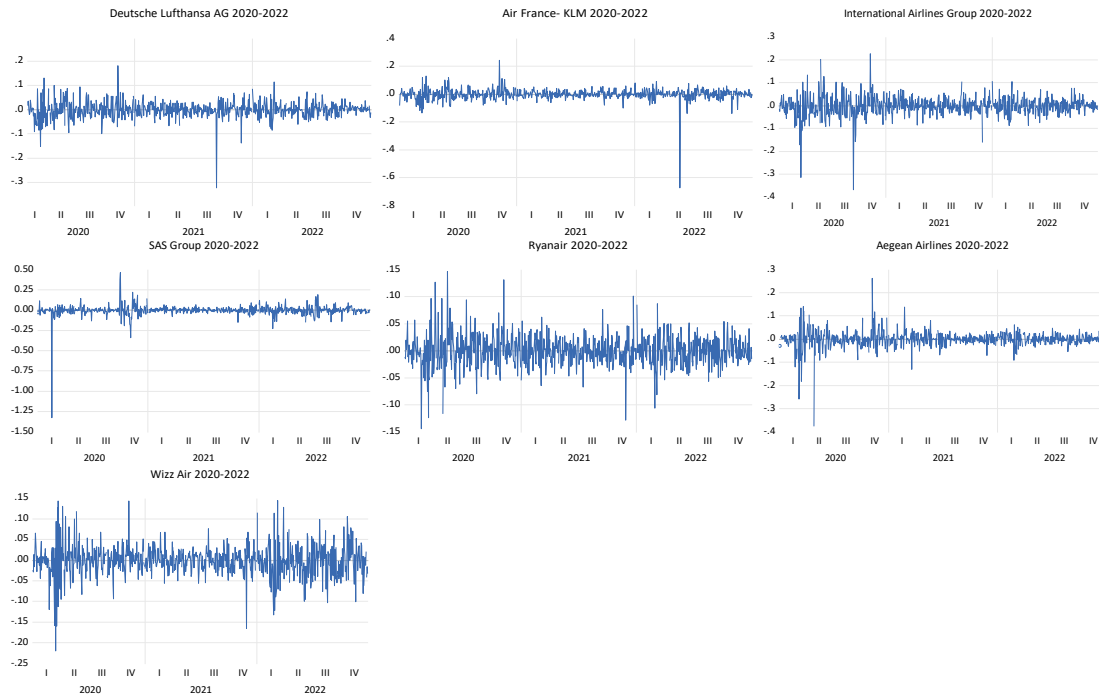 Deutsche Lufthansa AG 2020-2022
.2
.1
.0
-.1
-.2
-.3
I II III IV I II III IV I II III IV
2020 2021 2022
Air France- KLM 2020-2022
.4
.2
.0
-.2
-.4
-.6
-.8
I II III IV I II III IV I II III IV
2020 2021 2022
International Airlines Group 2020-2022
.3
.2
.1
.0
-.1
-.2
-.3
-.4
I II III IV I II III IV I II III IV
2020 2021 2022
SAS Group 2020-2022
0.50
0.25
0.00
-0.25
-0.50
-0.75
-1.00
-1.25
-1.50
I II III IV I II III IV I II III IV
2020 2021 2022
Ryanair 2020-2022
.15
.10
.05
.00
-.05
-.10
-.15
I II III IV I II III IV I II III IV
2020 2021 2022
Aegean Airlines 2020-2022
.3
.2
.1
.0
-.1
-.2
-.3
-.4
I II III IV I II III IV I II III IV
2020 2021 2022
Wizz Air 2020-2022
.15
.10
.05
.00
-.05
-.10
-.15
-.20
-.25
I II III IV I II III IV I II III IV
2020 2021 2022